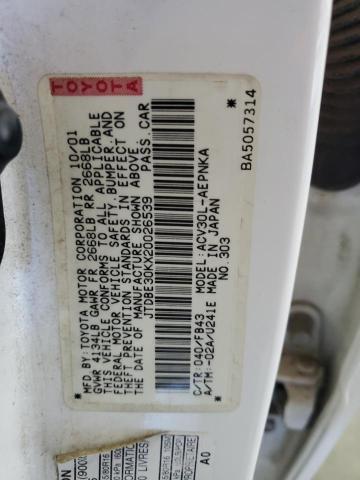 TOYOTA
MFD BY: TOYOTA MOTOR CORPORATION 10/01
GVWR 4134LB GAWR FR 2668LB RR 2668LB
THIS VEHICLE CONFORMS TO ALL APPLICABLE
FEDERAL MOTOR VEHICLE SAFETY, BUMPER, AND
THEFT PREVENTION STANDARDS IN EFFECT ON
THE DATE OF MANUFACTURE SHOWN ABOVE.
JTDBE30KX20026539 PASS. CAR
*BA5057314*
C/TR:040/FB43 MODEL:ACV30L-AEPNKA
A/TM:-02A/U241E MADE IN JAPAN
NO.303
A0